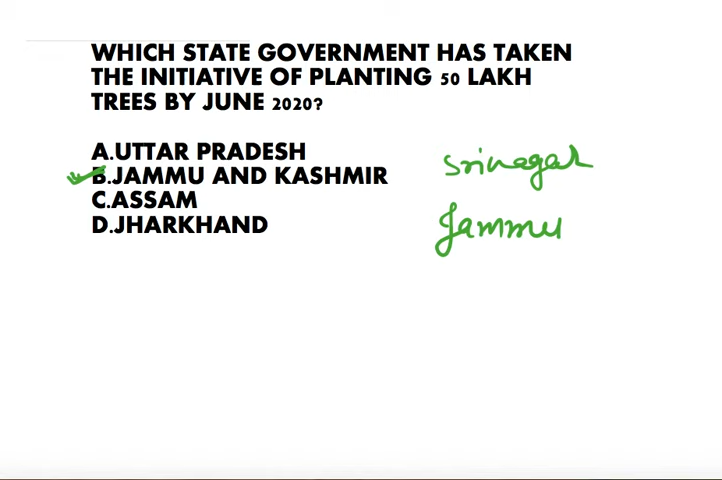 WHICH STATE GOVERNMENT HAS TAKEN
THE INITIATIVE OF PLANTING 50 LAKH
TREES BY JUNE 2020?
A.UTTAR PRADESH
B.JAMMU AND KASHMIR
C.ASSAM
D.JHARKHAND
Srinagar
Jammu